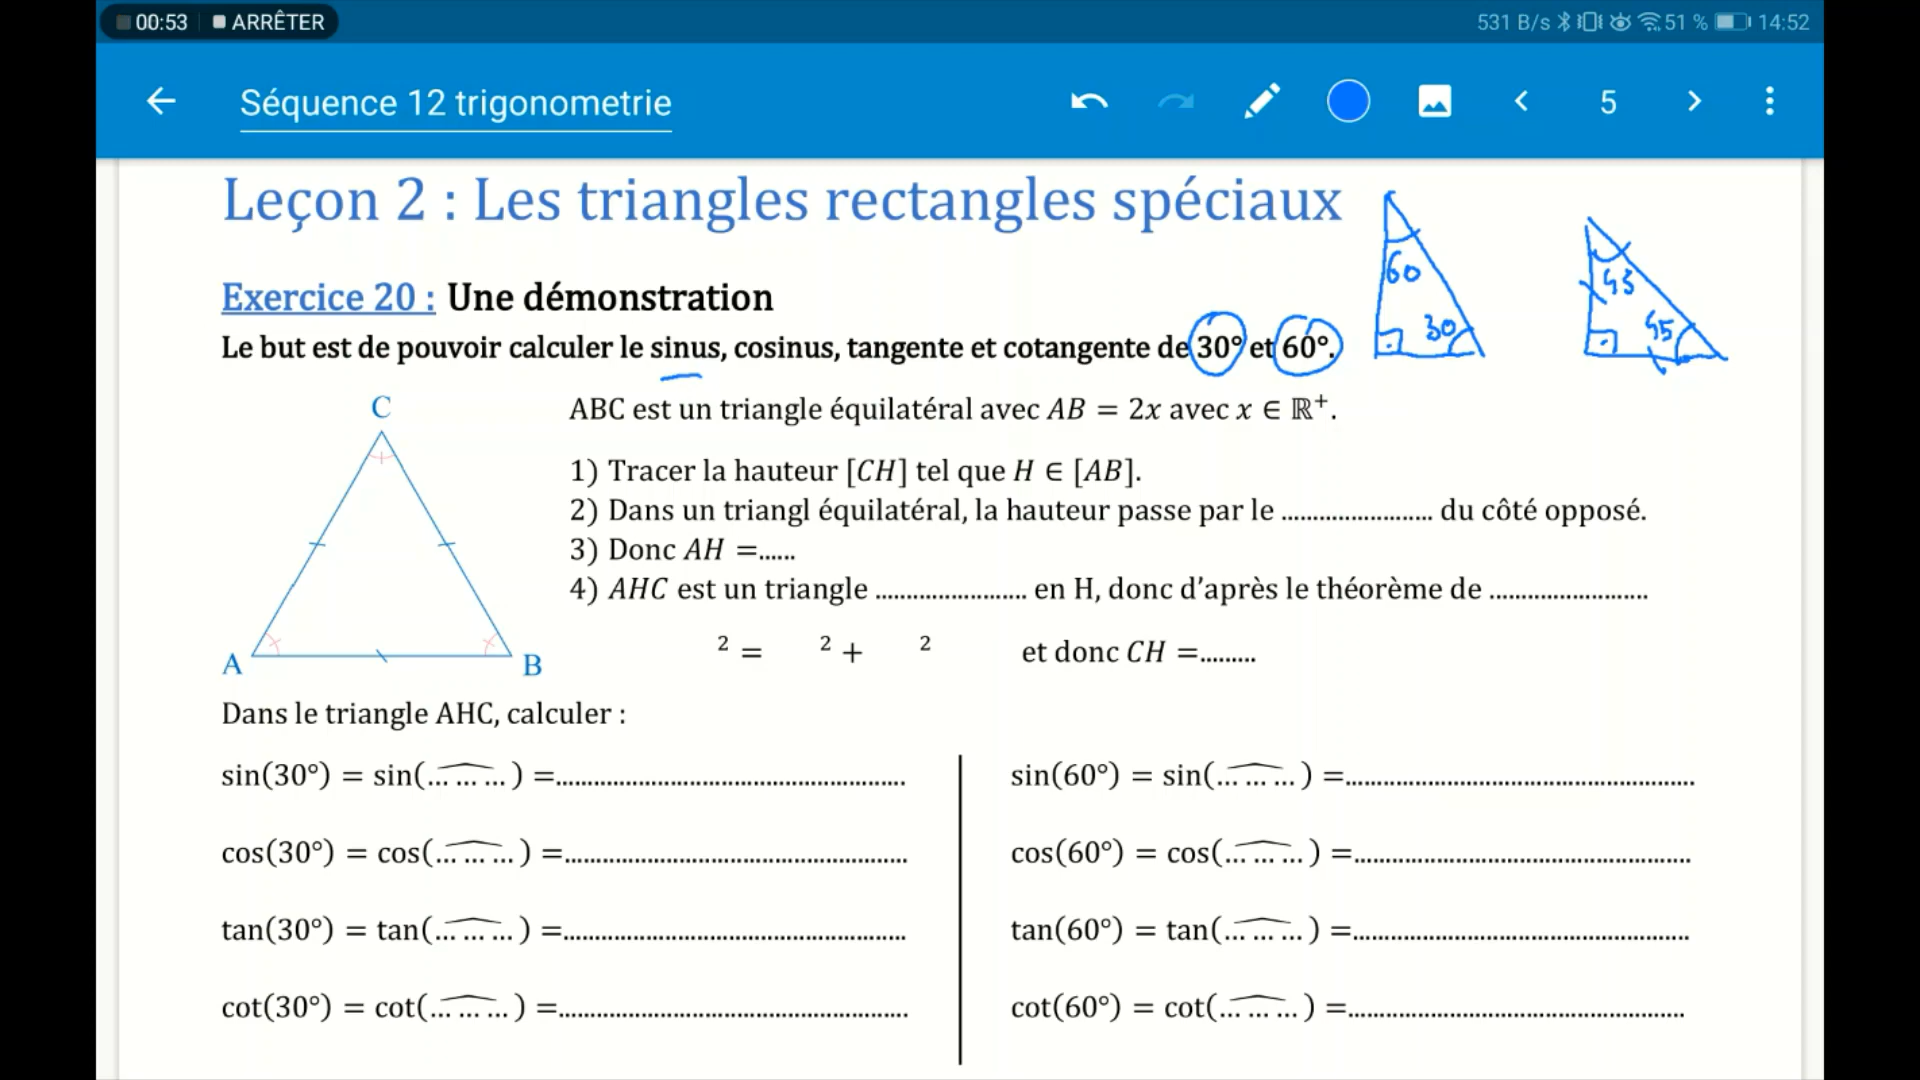 00:53 ARRÊTER 531 B/s 51 % 14:52
Séquence 12 trigonometrie 5
Leçon 2 : Les triangles rectangles spéciaux
60
30
45
45
Exercice 20 : Une démonstration
Le but est de pouvoir calculer le sinus, cosinus, tangente et cotangente de 30° et 60°.
C
A
B
ABC est un triangle équilatéral avec AB = 2x avec x ∈ ℝ⁺.
1) Tracer la hauteur [CH] tel que H ∈ [AB].
2) Dans un triangl équilatéral, la hauteur passe par le ........................ du côté opposé.
3) Donc AH =......
4) AHC est un triangle ........................ en H, donc d’après le théorème de .........................
² = ² + ² et donc CH =.........
Dans le triangle AHC, calculer :
sin(30°) = sin(… … …) =.............................................. sin(60°) = sin(… … …) =..............................................
cos(30°) = cos(… … …) =.............................................. cos(60°) = cos(… … …) =..............................................
tan(30°) = tan(… … …) =.............................................. tan(60°) = tan(… … …) =..............................................
cot(30°) = cot(… … …) =.............................................. cot(60°) = cot(… … …) =..............................................